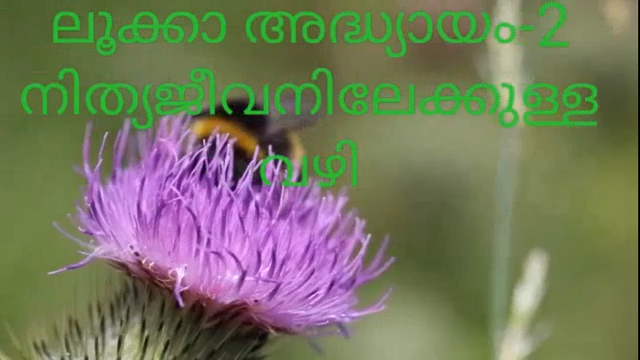 ലൂക്കാ അദ്ധ്യായം-2
നിത്യജീവനിലേക്കുള്ള
വഴി